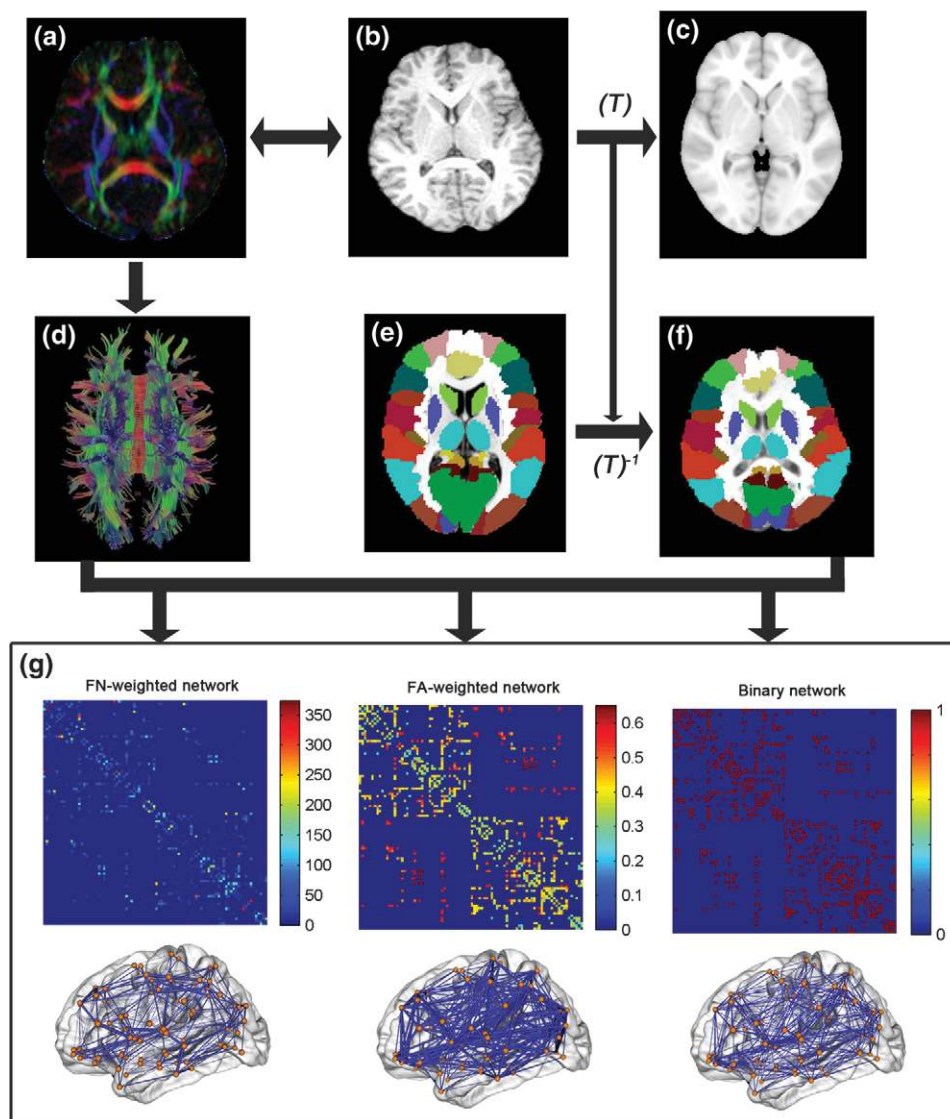 (a)
(b)
(T)
(c)
(d)
(e)
(T)-1
(f)
(g)
FN-weighted network
FA-weighted network
Binary network
350
300
250
200
150
100
50
0
0.6
0.5
0.4
0.3
0.2
0.1
0
1
0